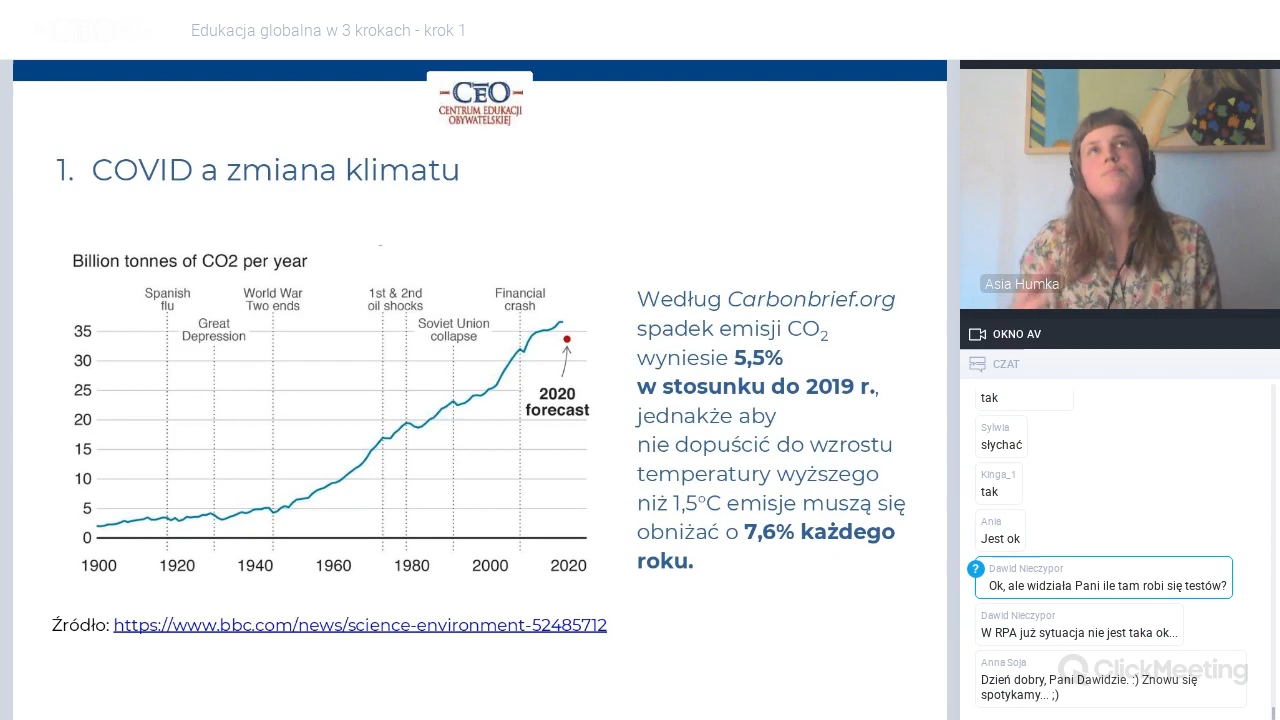 Edukacja globalna w 3 krokach - krok 1
CEO
CENTRUM EDUKACJI
OBYWATELSKIEJ
1. COVID a zmiana klimatu
Billion tonnes of CO2 per year
Spanish
flu
World War
Two ends
1st & 2nd
oil shocks
Financial
crash
Great
Depression
Soviet Union
collapse
35
30
25
20
15
10
5
0
2020
forecast
1900 1920 1940 1960 1980 2000 2020
Źródło: https://www.bbc.com/news/science-environment-52485712
Według Carbonbrief.org
spadek emisji CO2
wyniesie 5,5%
w stosunku do 2019 r.,
jednakże aby
nie dopuścić do wzrostu
temperatury wyższego
niż 1,5°C emisje muszą się
obniżać o 7,6% każdego
roku.
Asia Humka
OKNO AV
CZAT
tak
Sylwia
słychać
Kinga_1
tak
Ania
Jest ok
?
Dawid Nieczypor
Ok, ale widziała Pani ile tam robi się testów?
Dawid Nieczypor
W RPA już sytuacja nie jest taka ok...
Anna Soja
Dzień dobry, Pani Dawidzie. :) Znowu się
spotykamy... ;)
ClickMeeting